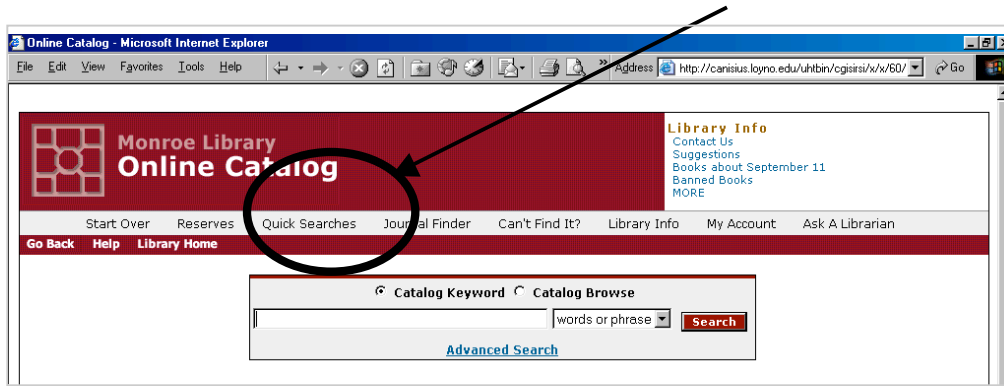 Online Catalog - Microsoft Internet Explorer
File Edit View Favorites Tools Help » Address http://canisius.loyno.edu/uhtbin/cgisirsi/x/x/60/ Go
Monroe Library
Online Catalog
Library Info
Contact Us
Suggestions
Books about September 11
Banned Books
MORE
Start Over Reserves Quick Searches Journal Finder Can't Find It? Library Info My Account Ask A Librarian
Go Back Help Library Home
Catalog Keyword Catalog Browse
words or phrase Search
Advanced Search